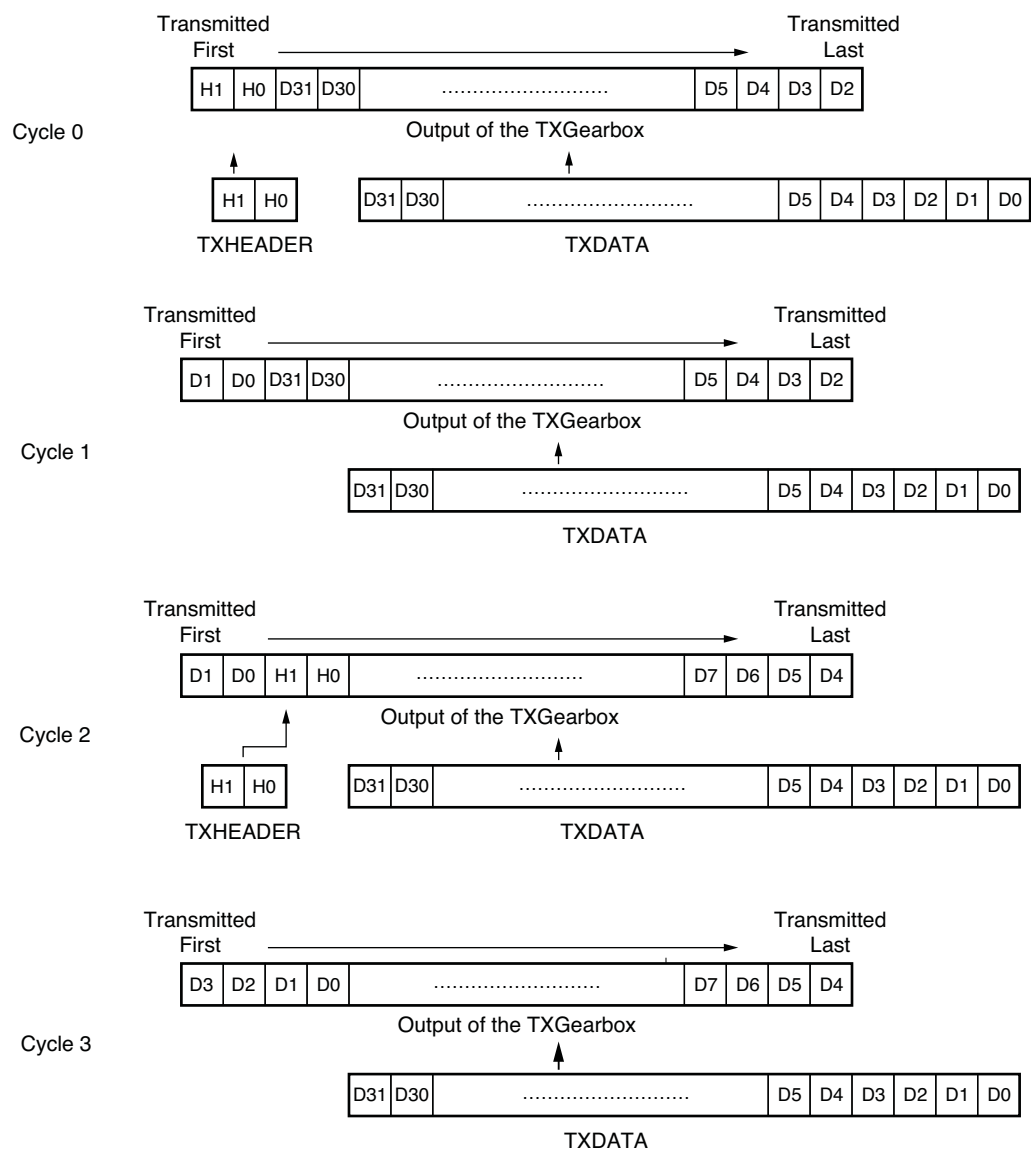 Transmitted First
Transmitted Last
H1 H0 D31 D30 ........................... D5 D4 D3 D2
Cycle 0
Output of the TXGearbox
H1 H0
D31 D30 ........................... D5 D4 D3 D2 D1 D0
TXHEADER
TXDATA
Transmitted First
Transmitted Last
D1 D0 D31 D30 ........................... D5 D4 D3 D2
Output of the TXGearbox
Cycle 1
D31 D30 ........................... D5 D4 D3 D2 D1 D0
TXDATA
Transmitted First
Transmitted Last
D1 D0 H1 H0 ........................... D7 D6 D5 D4
Output of the TXGearbox
Cycle 2
H1 H0
D31 D30 ........................... D5 D4 D3 D2 D1 D0
TXHEADER
TXDATA
Transmitted First
Transmitted Last
D3 D2 D1 D0 ........................... D7 D6 D5 D4
Output of the TXGearbox
Cycle 3
D31 D30 ........................... D5 D4 D3 D2 D1 D0
TXDATA